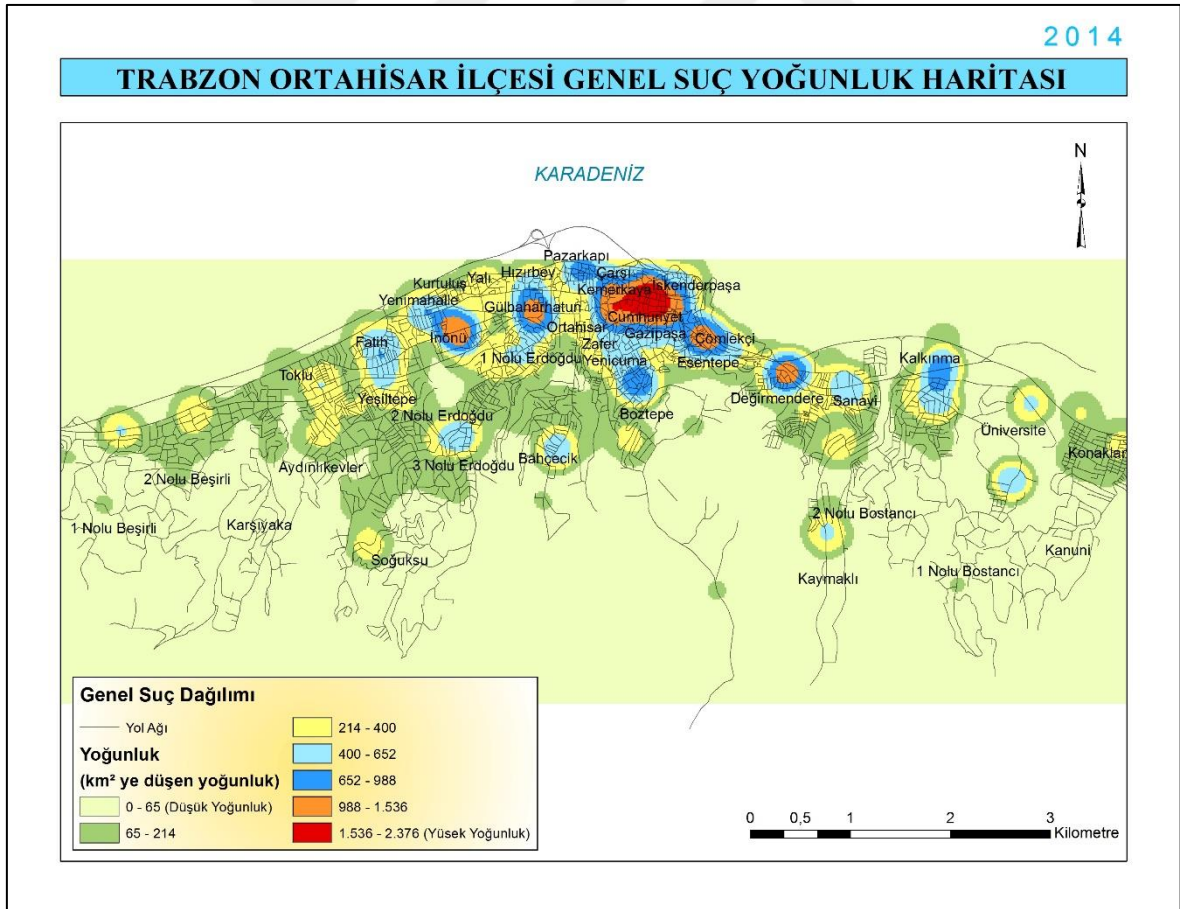 2014
TRABZON ORTAHİSAR İLÇESİ GENEL SUÇ YOĞUNLUK HARİTASI
N
KARADENİZ
Pazarkapı
Hızırbey
Çarşı
Yalı
Kurtuluş
Kemerkaya
İskenderpaşa
Yenimahalle
Gülbaharhatun
Cumhuriyet
Ortahisar
Gazipaşa
İnönü
Çömlekçi
Fatih
Zafer
1 Nolu Erdoğdu
Yenicuma
Esentepe
Kalkınma
Toklu
Yeşiltepe
Değirmendere
Sanayi
2 Nolu Erdoğdu
Boztepe
Üniversite
Bahçecik
Konaklar
Aydınlıkevler
3 Nolu Erdoğdu
2 Nolu Beşirli
2 Nolu Bostancı
1 Nolu Beşirli
Karşıyaka
Kanuni
Soğuksu
1 Nolu Bostancı
Kaymaklı
Genel Suç Dağılımı
Yol Ağı
Yoğunluk
(km² ye düşen yoğunluk)
0 - 65 (Düşük Yoğunluk)
65 - 214
214 - 400
400 - 652
652 - 988
988 - 1.536
1.536 - 2.376 (Yüsek Yoğunluk)
0 0,5 1 2 3
Kilometre